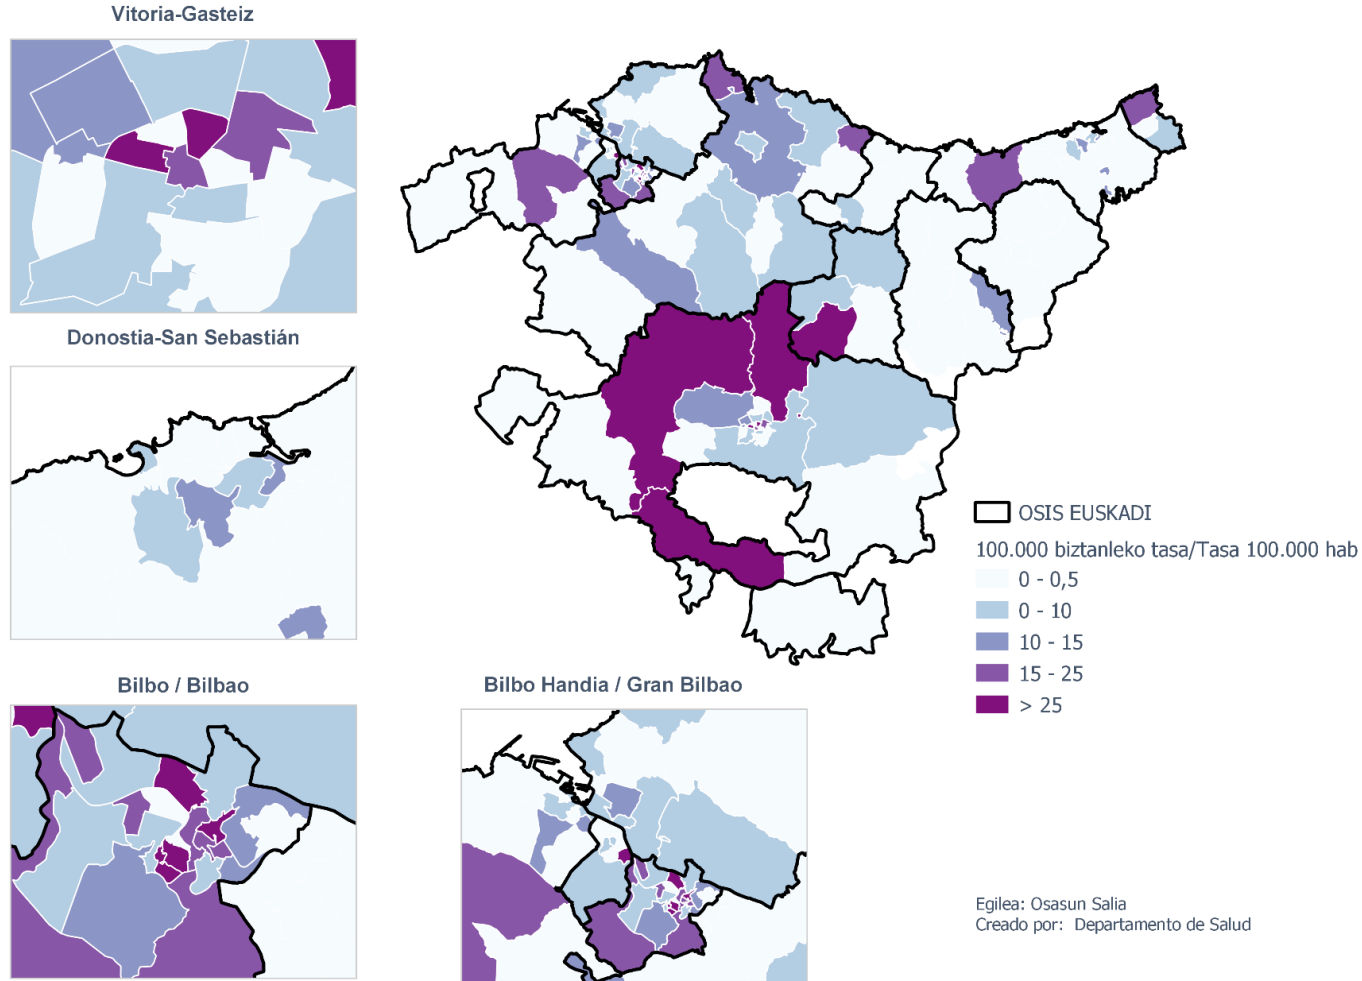 Vitoria-Gasteiz
Donostia-San Sebastián
Bilbo / Bilbao
Bilbo Handia / Gran Bilbao
OSIS EUSKADI
100.000 biztanleko tasa/Tasa 100.000 hab
0 - 0,5
0 - 10
10 - 15
15 - 25
> 25
Egilea: Osasun Salia
Creado por: Departamento de Salud